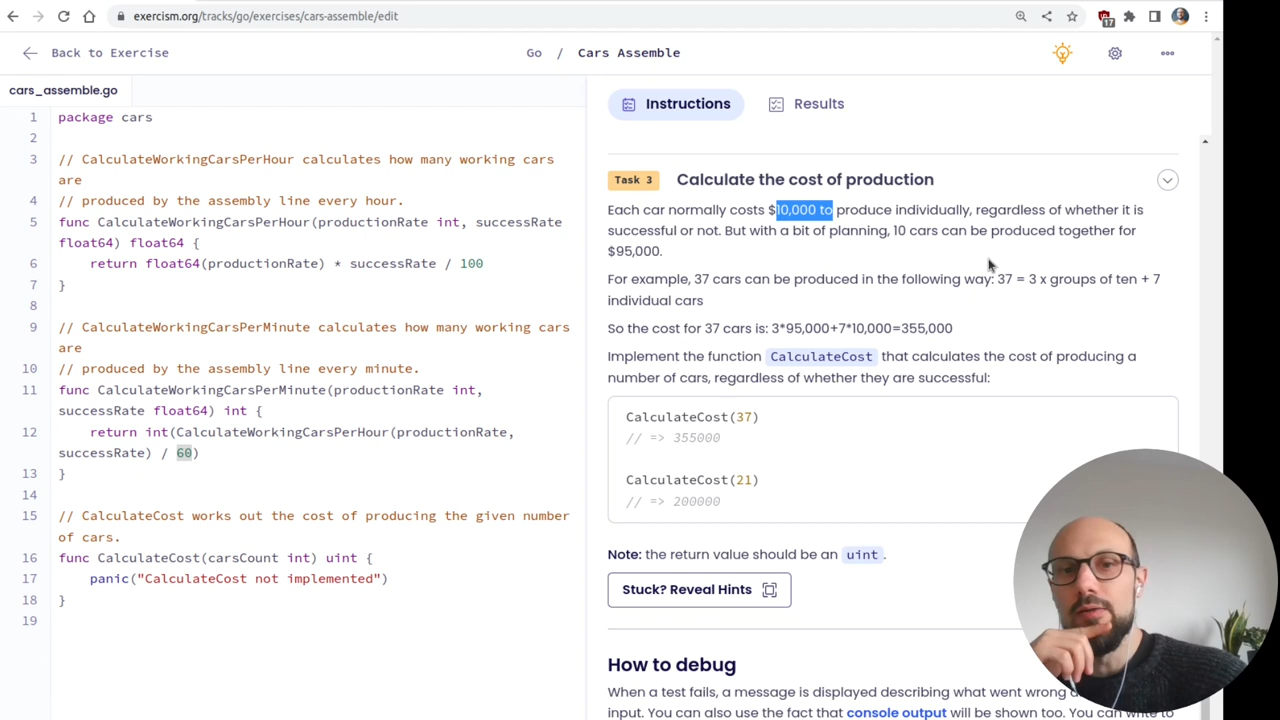 exercism.org/tracks/go/exercises/cars-assemble/edit
17
Back to Exercise
Go / Cars Assemble
cars_assemble.go
1 package cars
2
3 // CalculateWorkingCarsPerHour calculates how many working cars
are
4 // produced by the assembly line every hour.
5 func CalculateWorkingCarsPerHour(productionRate int, successRate
float64) float64 {
6 return float64(productionRate) * successRate / 100
7 }
8
9 // CalculateWorkingCarsPerMinute calculates how many working cars
are
10 // produced by the assembly line every minute.
11 func CalculateWorkingCarsPerMinute(productionRate int,
successRate float64) int {
12 return int(CalculateWorkingCarsPerHour(productionRate,
successRate) / 60)
13 }
14
15 // CalculateCost works out the cost of producing the given number
of cars.
16 func CalculateCost(carsCount int) uint {
17 panic("CalculateCost not implemented")
18 }
19
Instructions
Results
Task 3 Calculate the cost of production
Each car normally costs $10,000 to produce individually, regardless of whether it is
successful or not. But with a bit of planning, 10 cars can be produced together for
$95,000.
For example, 37 cars can be produced in the following way: 37 = 3 x groups of ten + 7
individual cars
So the cost for 37 cars is: 3*95,000+7*10,000=355,000
Implement the function CalculateCost that calculates the cost of producing a
number of cars, regardless of whether they are successful:
CalculateCost(37)
// => 355000
CalculateCost(21)
// => 200000
Note: the return value should be an uint.
Stuck? Reveal Hints
How to debug
When a test fails, a message is displayed describing what went wrong
input. You can also use the fact that console output will be shown too. You can write to